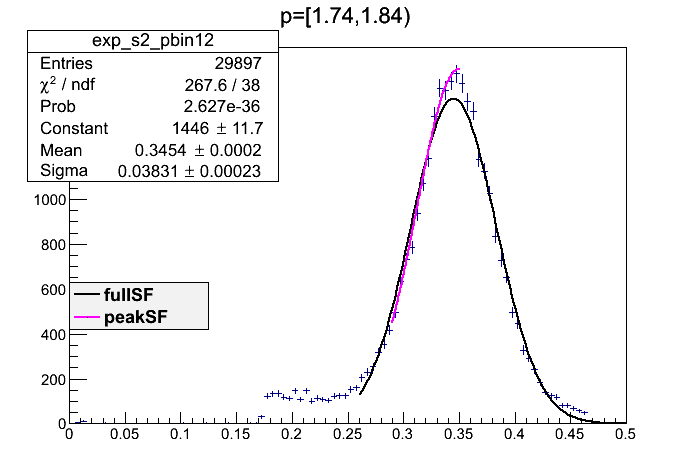 p=[1.74,1.84)
exp_s2_pbin12
Entries 29897
χ² / ndf 267.6 / 38
Prob 2.627e-36
Constant 1446 ± 11.7
Mean 0.3454 ± 0.0002
Sigma 0.03831 ± 0.00023
1000
800
600
fullSF
peakSF
400
200
0
0 0.05 0.1 0.15 0.2 0.25 0.3 0.35 0.4 0.45 0.5